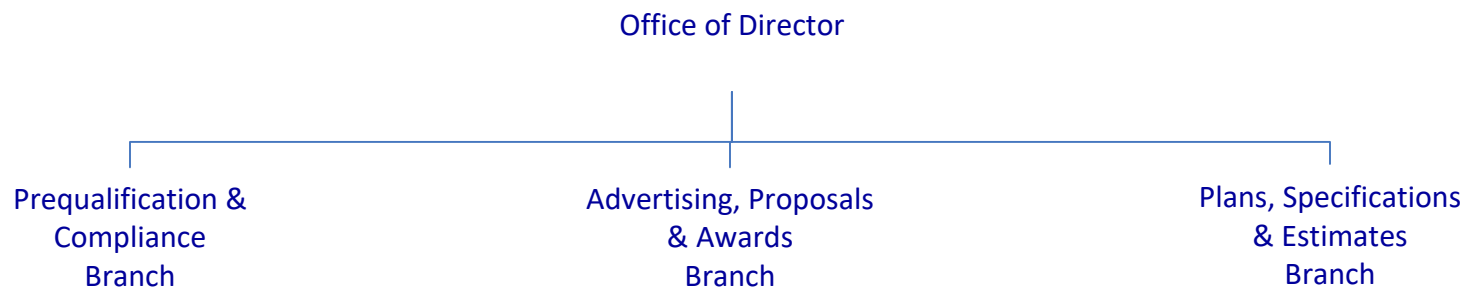 Office of Director
Prequalification &
Compliance
Branch
Advertising, Proposals
& Awards
Branch
Plans, Specifications
& Estimates
Branch